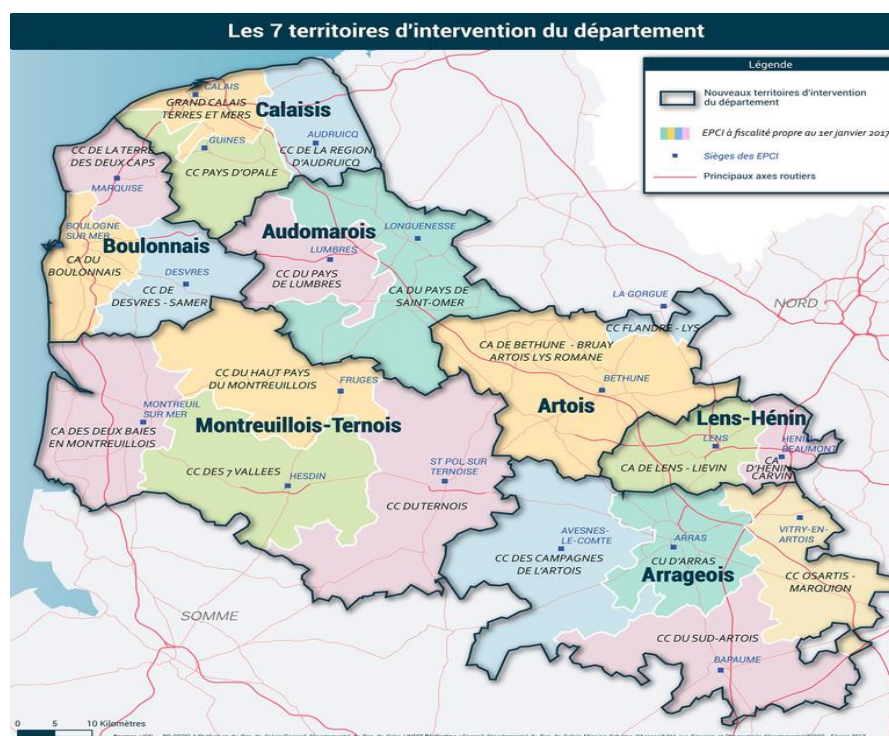 Les 7 territoires d'intervention du département
Légende
Nouveaux territoires d'intervention
du département
EPCI à fiscalité propre au 1er janvier 2017
Sièges des EPCI
Principaux axes routiers
CALAIS
GRAND CALAIS
TERRES ET MERS
Calaisis
AUDRUICQ
CC DE LA REGION
D'AUDRUICQ
GUINES
CC PAYS D'OPALE
CC DE LA TERRE
DES DEUX CAPS
MARQUISE
BOULOGNE
SUR MER
Boulonnais
CA DU
BOULONNAIS
DESVRES
CC DE
DESVRES - SAMER
Audomarois
LONGUENESSE
LUMBRES
CC DU PAYS
DE LUMBRES
CA DU PAYS DE
SAINT-OMER
LA GORGUE
NORD
CC FLANDRE - LYS
CA DE BETHUNE - BRUAY
ARTOIS LYS ROMANE
BETHUNE
Artois
CC DU HAUT PAYS
DU MONTREUILLOIS
FRUGES
MONTREUIL
SUR MER
CA DES DEUX BAIES
EN MONTREUILLOIS
Montreuillois-Ternois
CC DES 7 VALLEES
HESDIN
ST POL SUR
TERNOISE
CC DU TERNOIS
Lens-Hénin
LENS
HENIN
BEAUMONT
CA DE LENS - LIEVIN
CA
D'HENIN
CARVIN
AVESNES-
LE-COMTE
CC DES CAMPAGNES
DE L'ARTOIS
ARRAS
CU D'ARRAS
Arrageois
VITRY-EN-
ARTOIS
CC OSARTIS -
MARQUION
CC DU SUD-ARTOIS
BAPAUME
SOMME
0 5 10 Kilomètres